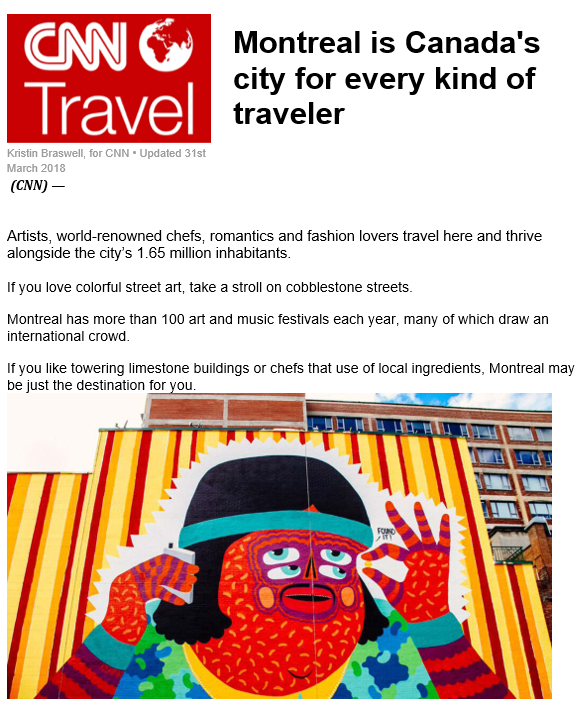 CNN
Travel
Montreal is Canada's
city for every kind of
traveler
Kristin Braswell, for CNN • Updated 31st
March 2018
(CNN) —
Artists, world-renowned chefs, romantics and fashion lovers travel here and thrive
alongside the city’s 1.65 million inhabitants.
If you love colorful street art, take a stroll on cobblestone streets.
Montreal has more than 100 art and music festivals each year, many of which draw an
international crowd.
If you like towering limestone buildings or chefs that use of local ingredients, Montreal may
be just the destination for you.
FOUND
IT!